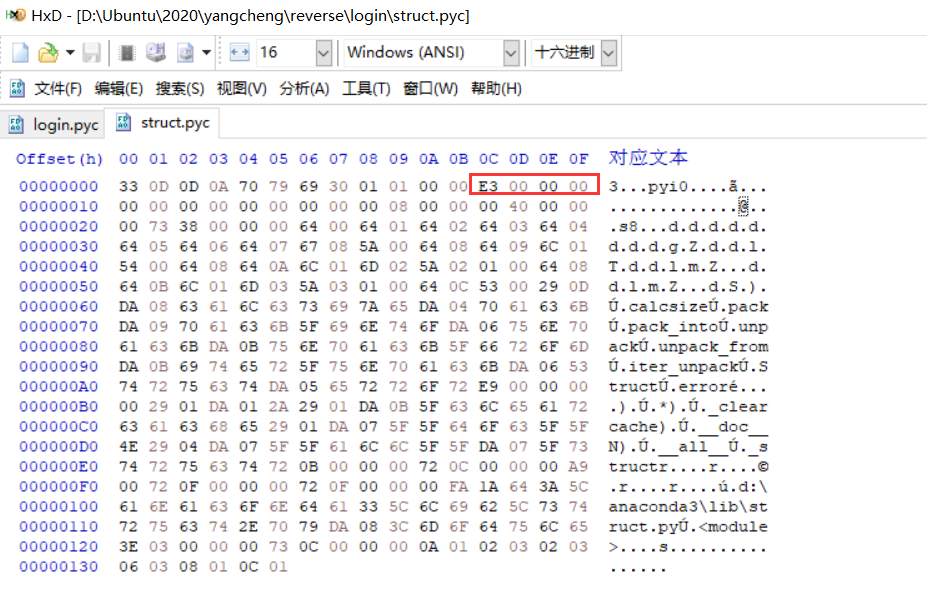 HxD - [D:\Ubuntu\2020\yangcheng\reverse\login\struct.pyc]
16 Windows (ANSI) 十六进制
文件(F) 编辑(E) 搜索(S) 视图(V) 分析(A) 工具(T) 窗口(W) 帮助(H)
login.pyc struct.pyc
Offset(h) 00 01 02 03 04 05 06 07 08 09 0A 0B 0C 0D 0E 0F 对应文本
00000000 33 0D 0D 0A 70 79 69 30 01 01 00 00 E3 00 00 00 3...pyi0....ã...
00000010 00 00 00 00 00 00 00 00 08 00 00 00 40 00 00 00 .............@..
00000020 00 73 38 00 00 00 64 00 64 01 64 02 64 03 64 04 .s8...d.d.d.d.d.
00000030 64 05 64 06 64 07 67 08 5A 00 64 08 64 09 6C 01 d.d.d.g.Z.d.d.l.
00000040 54 00 64 08 64 0A 6C 01 6D 02 5A 02 01 00 64 08 T.d.d.l.m.Z...d.
00000050 64 0B 6C 01 6D 03 5A 03 01 00 64 0C 53 00 29 0D d.l.m.Z...d.S.).
00000060 DA 08 63 61 6C 63 73 69 7A 65 DA 04 70 61 63 6B Ú.calcsizeÚ.pack
00000070 DA 09 70 61 63 6B 5F 69 6E 74 6F DA 06 75 6E 70 Ú.pack_intoÚ.unp
00000080 61 63 6B DA 0B 75 6E 70 61 63 6B 5F 66 72 6F 6D ackÚ.unpack_from
00000090 DA 0B 69 74 65 72 5F 75 6E 70 61 63 6B DA 06 53 Ú.iter_unpackÚ.S
000000A0 74 72 75 63 74 DA 05 65 72 72 6F 72 E9 00 00 00 tructÚ.erroré...
000000B0 00 29 01 DA 01 2A 29 01 DA 0B 5F 63 6C 65 61 72 .).Ú.*).Ú._clear
000000C0 63 61 63 68 65 29 01 DA 07 5F 5F 64 6F 63 5F 5F cache).Ú.__doc__
000000D0 4E 29 04 DA 07 5F 5F 61 6C 6C 5F 5F DA 07 5F 73 N).Ú.__all__Ú._s
000000E0 74 72 75 63 74 72 0B 00 00 00 72 0C 00 00 00 A9 tructr....r....©
000000F0 00 72 0F 00 00 00 72 0F 00 00 00 FA 1A 64 3A 5C .r....r....ú.d:\
00000100 61 6E 61 63 6F 6E 64 61 33 5C 6C 69 62 5C 73 74 anaconda3\lib\st
00000110 72 75 63 74 2E 70 79 DA 08 3C 6D 6F 64 75 6C 65 ruct.pyÚ.<module
00000120 3E 03 00 00 00 73 0C 00 00 00 0A 01 02 03 02 03 >....s..........
00000130 06 03 08 01 0C 01 ......